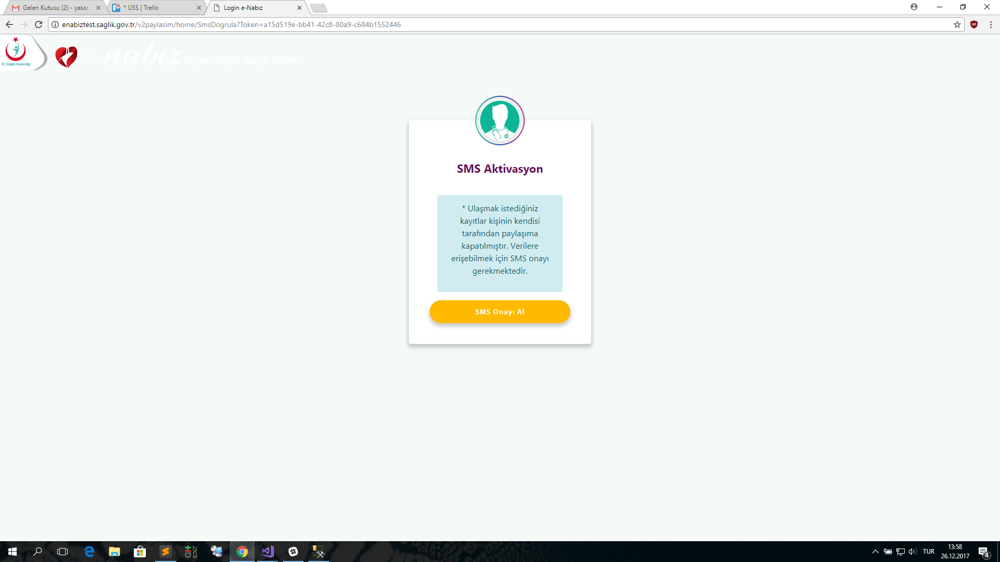 Gelen Kutusu (2) - yasar.
* USS | Trello
Login e-Nabız
enabiztest.saglik.gov.tr/v2paylasim/home/SmsDogrula?Token=a15d519e-bb41-42c8-80a9-c684b1552446
T.C. Sağlık Bakanlığı
e-nabız Kişisel Sağlık Kaydı Sistemi
SMS Aktivasyon
* Ulaşmak istediğiniz
kayıtlar kişinin kendisi
tarafından paylaşıma
kapatılmıştır. Verilere
erişebilmek için SMS onayı
gerekmektedir.
SMS Onayı Al
TUR
13:58
26.12.2017
4